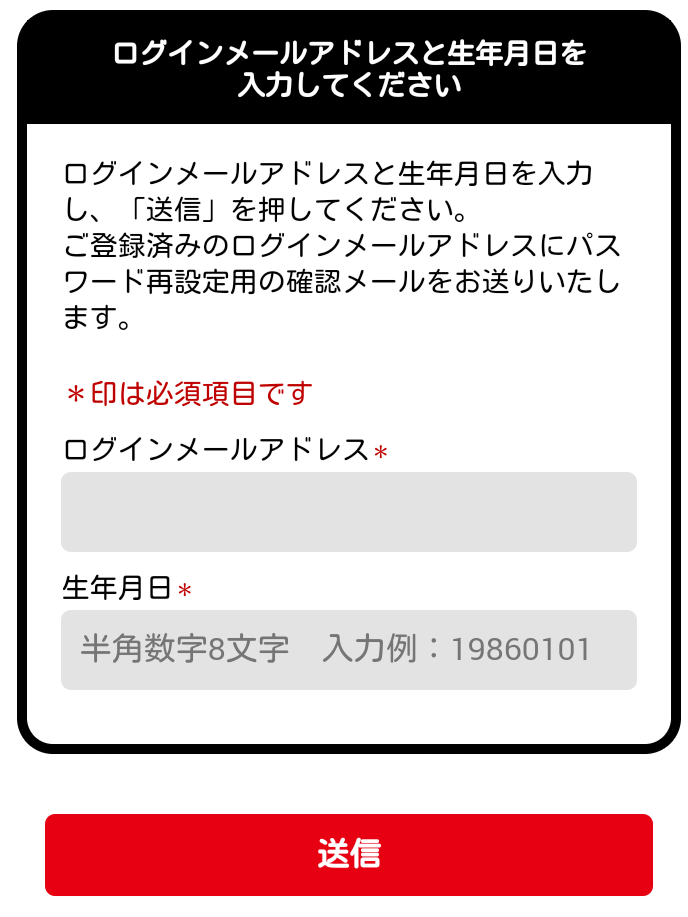 ログインメールアドレスと生年月日を
入力してください
ログインメールアドレスと生年月日を入力
し、「送信」を押してください。
ご登録済みのログインメールアドレスにパス
ワード再設定用の確認メールをお送りいたし
ます。
＊印は必須項目です
ログインメールアドレス＊
生年月日＊
半角数字8文字　入力例：19860101
送信